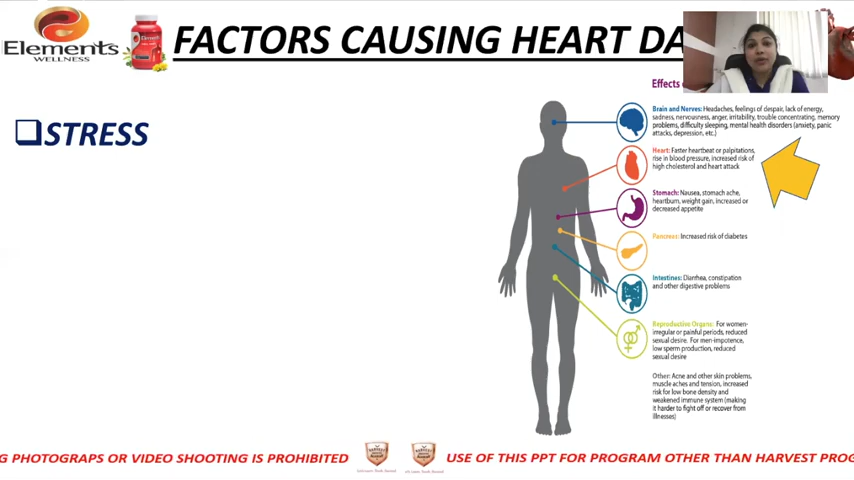 Elements
WELLNESS
Elements
FACTORS CAUSING HEART DA
Effects
STRESS
Brain and Nerves: Headaches, feelings of despair, lack of energy,
sadness, nervousness, anger, irritability, trouble concentrating, memory
problems, difficulty sleeping, mental health disorders (anxiety, panic
attacks, depression, etc.)
Heart: Faster heartbeat or palpitations,
rise in blood pressure, increased risk of
high cholesterol and heart attack
Stomach: Nausea, stomach ache,
heartburn, weight gain, increased or
decreased appetite
Pancreas: Increased risk of diabetes
Intestines: Diarrhea, constipation
and other digestive problems
Reproductive Organs: For women-
irregular or painful periods, reduced
sexual desire. For men-impotence,
low sperm production, reduced
sexual desire
Other: Acne and other skin problems,
muscle aches and tension, increased
risk for low bone density and
weakened immune system (making
it harder to fight off or recover from
illnesses)
G PHOTOGRAPS OR VIDEO SHOOTING IS PROHIBITED
USE OF THIS PPT FOR PROGRAM OTHER THAN HARVEST PROG